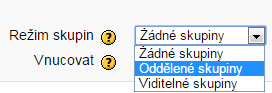 Režim skupin Žádné skupiny
Žádné skupiny
Vnucovat Oddělené skupiny
Viditelné skupiny